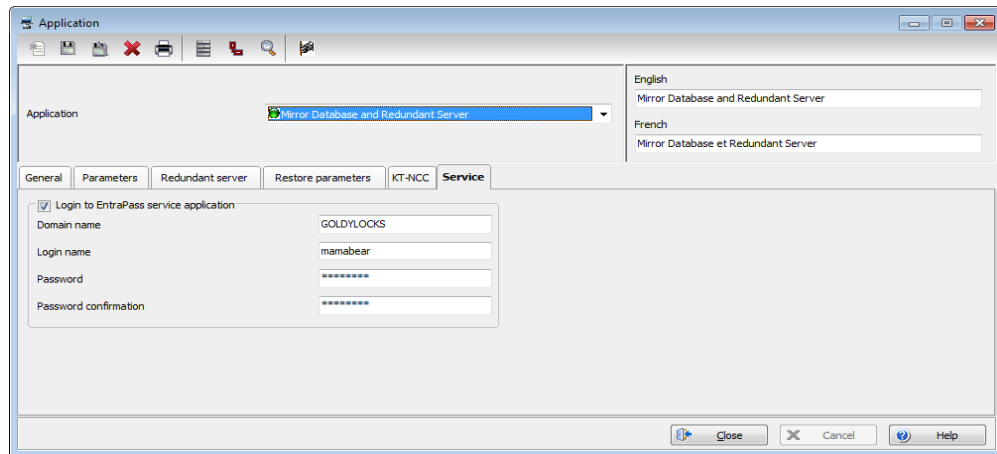 Application
English
Mirror Database and Redundant Server
Application
Mirror Database and Redundant Server
French
Mirror Database et Redundant Server
General Parameters Redundant server Restore parameters KT-NCC Service
Login to EntraPass service application
Domain name GOLDYLOCKS
Login name mamabear
Password ********
Password confirmation ********
Close Cancel Help